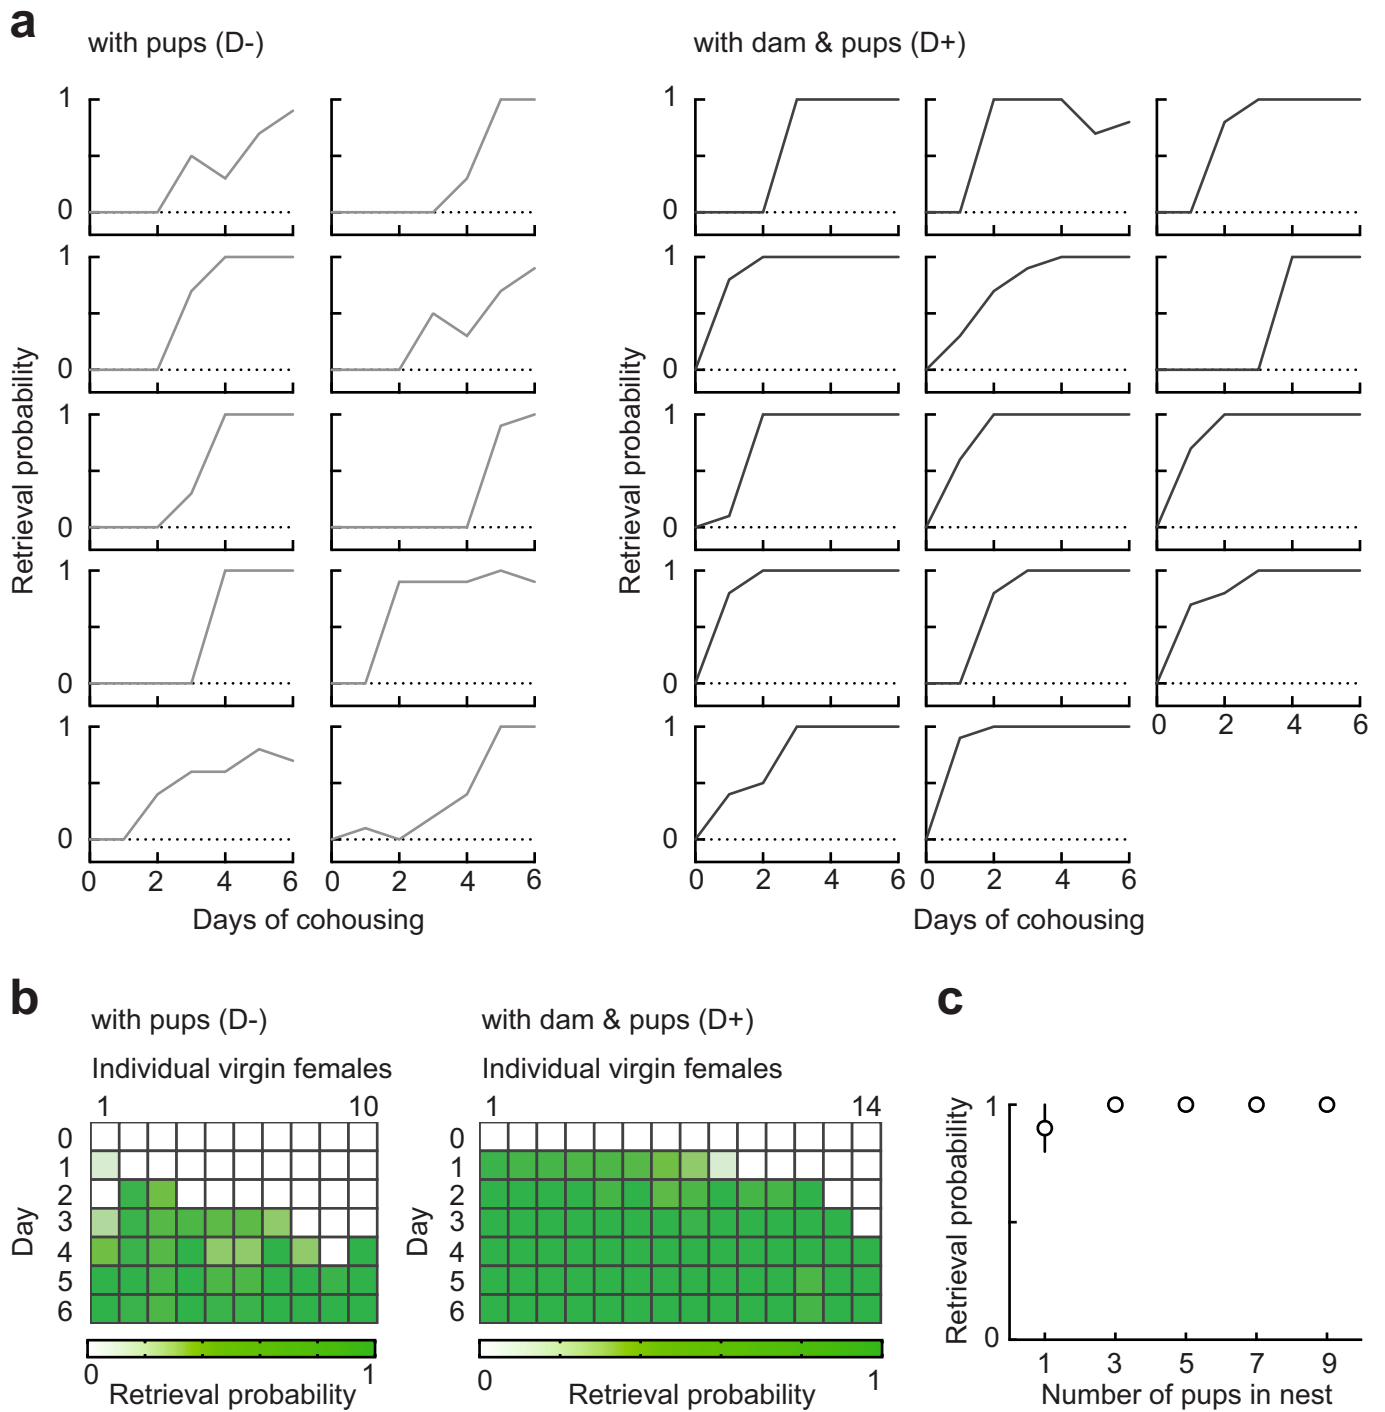 a
with pups (D-)
with dam & pups (D+)
1
0
1
0
1
0
1
0
1
0
1
0
1
0
1
0
1
0
1
0
Retrieval probability
Retrieval probability
0 2 4 6
0 2 4 6
0 2 4 6
0 2 4 6
0 2 4 6
Days of cohousing
Days of cohousing
b
c
with pups (D-)
with dam & pups (D+)
Individual virgin females
Individual virgin females
1 10
1 14
Day
0
1
2
3
4
5
6
Day
0
1
2
3
4
5
6
0 1
Retrieval probability
0 1
Retrieval probability
Retrieval probability
1
0
1 3 5 7 9
Number of pups in nest